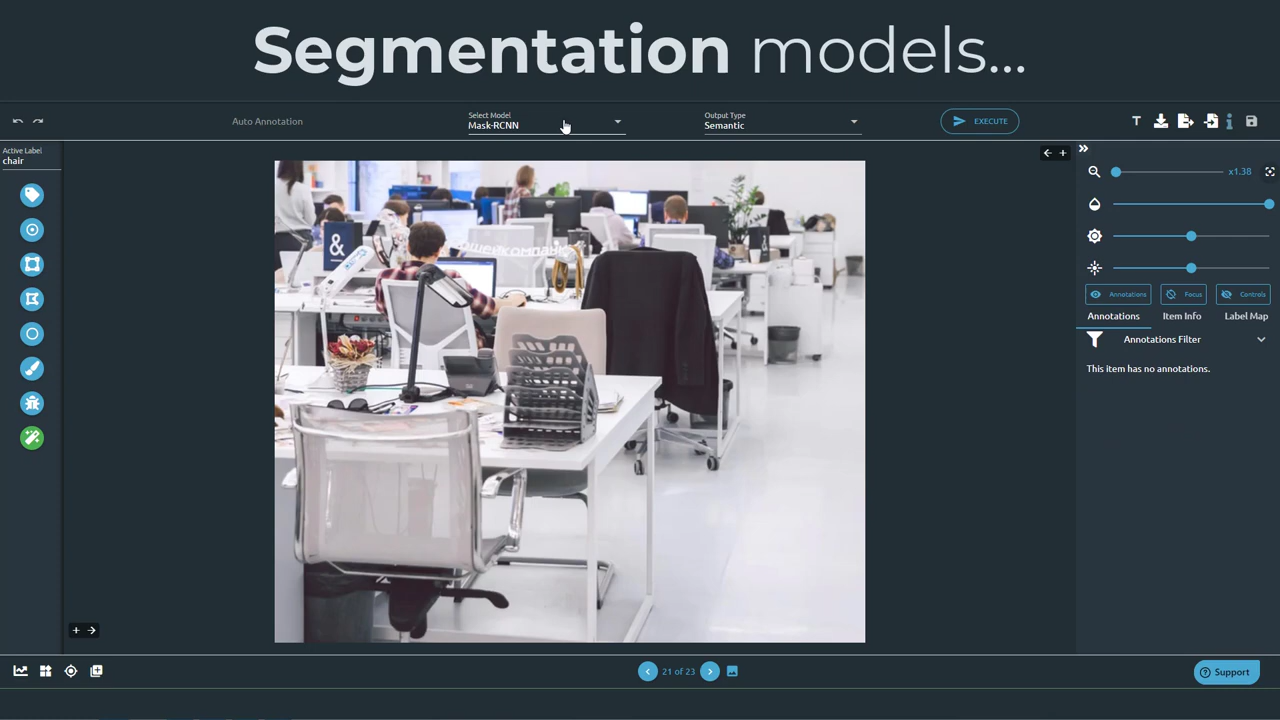 Segmentation models...
Auto Annotation
Select Model
Mask-RCNN
Output Type
Semantic
EXECUTE
T
Active Label
chair
x1.38
Annotations
Focus
Controls
Annotations
Item Info
Label Map
Annotations Filter
This item has no annotations.
&
ошейкомпани
21 of 23
Support